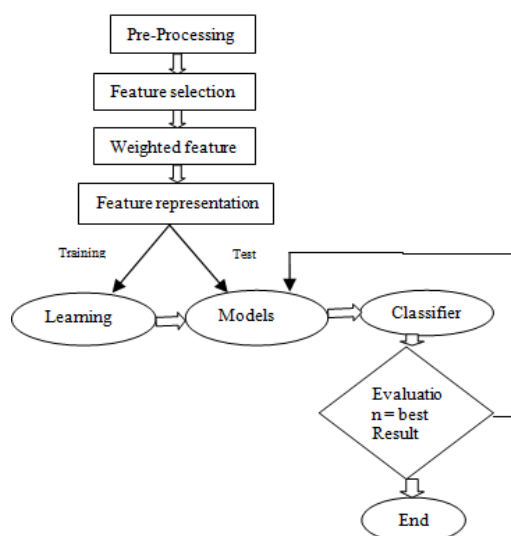 Pre-Processing
Feature selection
Weighted feature
Feature representation
Training
Test
Learning
Models
Classifier
Evaluatio
n = best
Result
End